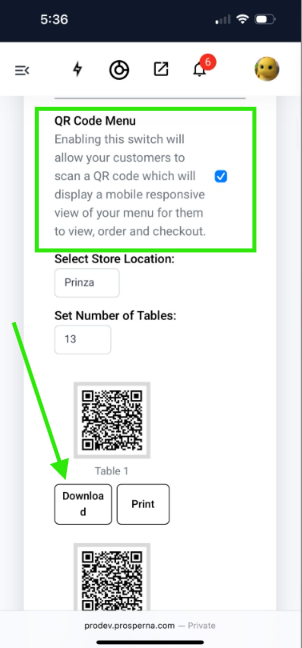 5:36
6
QR Code Menu
Enabling this switch will
allow your customers to
scan a QR code which will
display a mobile responsive
view of your menu for them
to view, order and checkout.
Select Store Location:
Prinza
Set Number of Tables:
13
Table 1
Downloa
d
Print
prodev.prosperna.com — Private